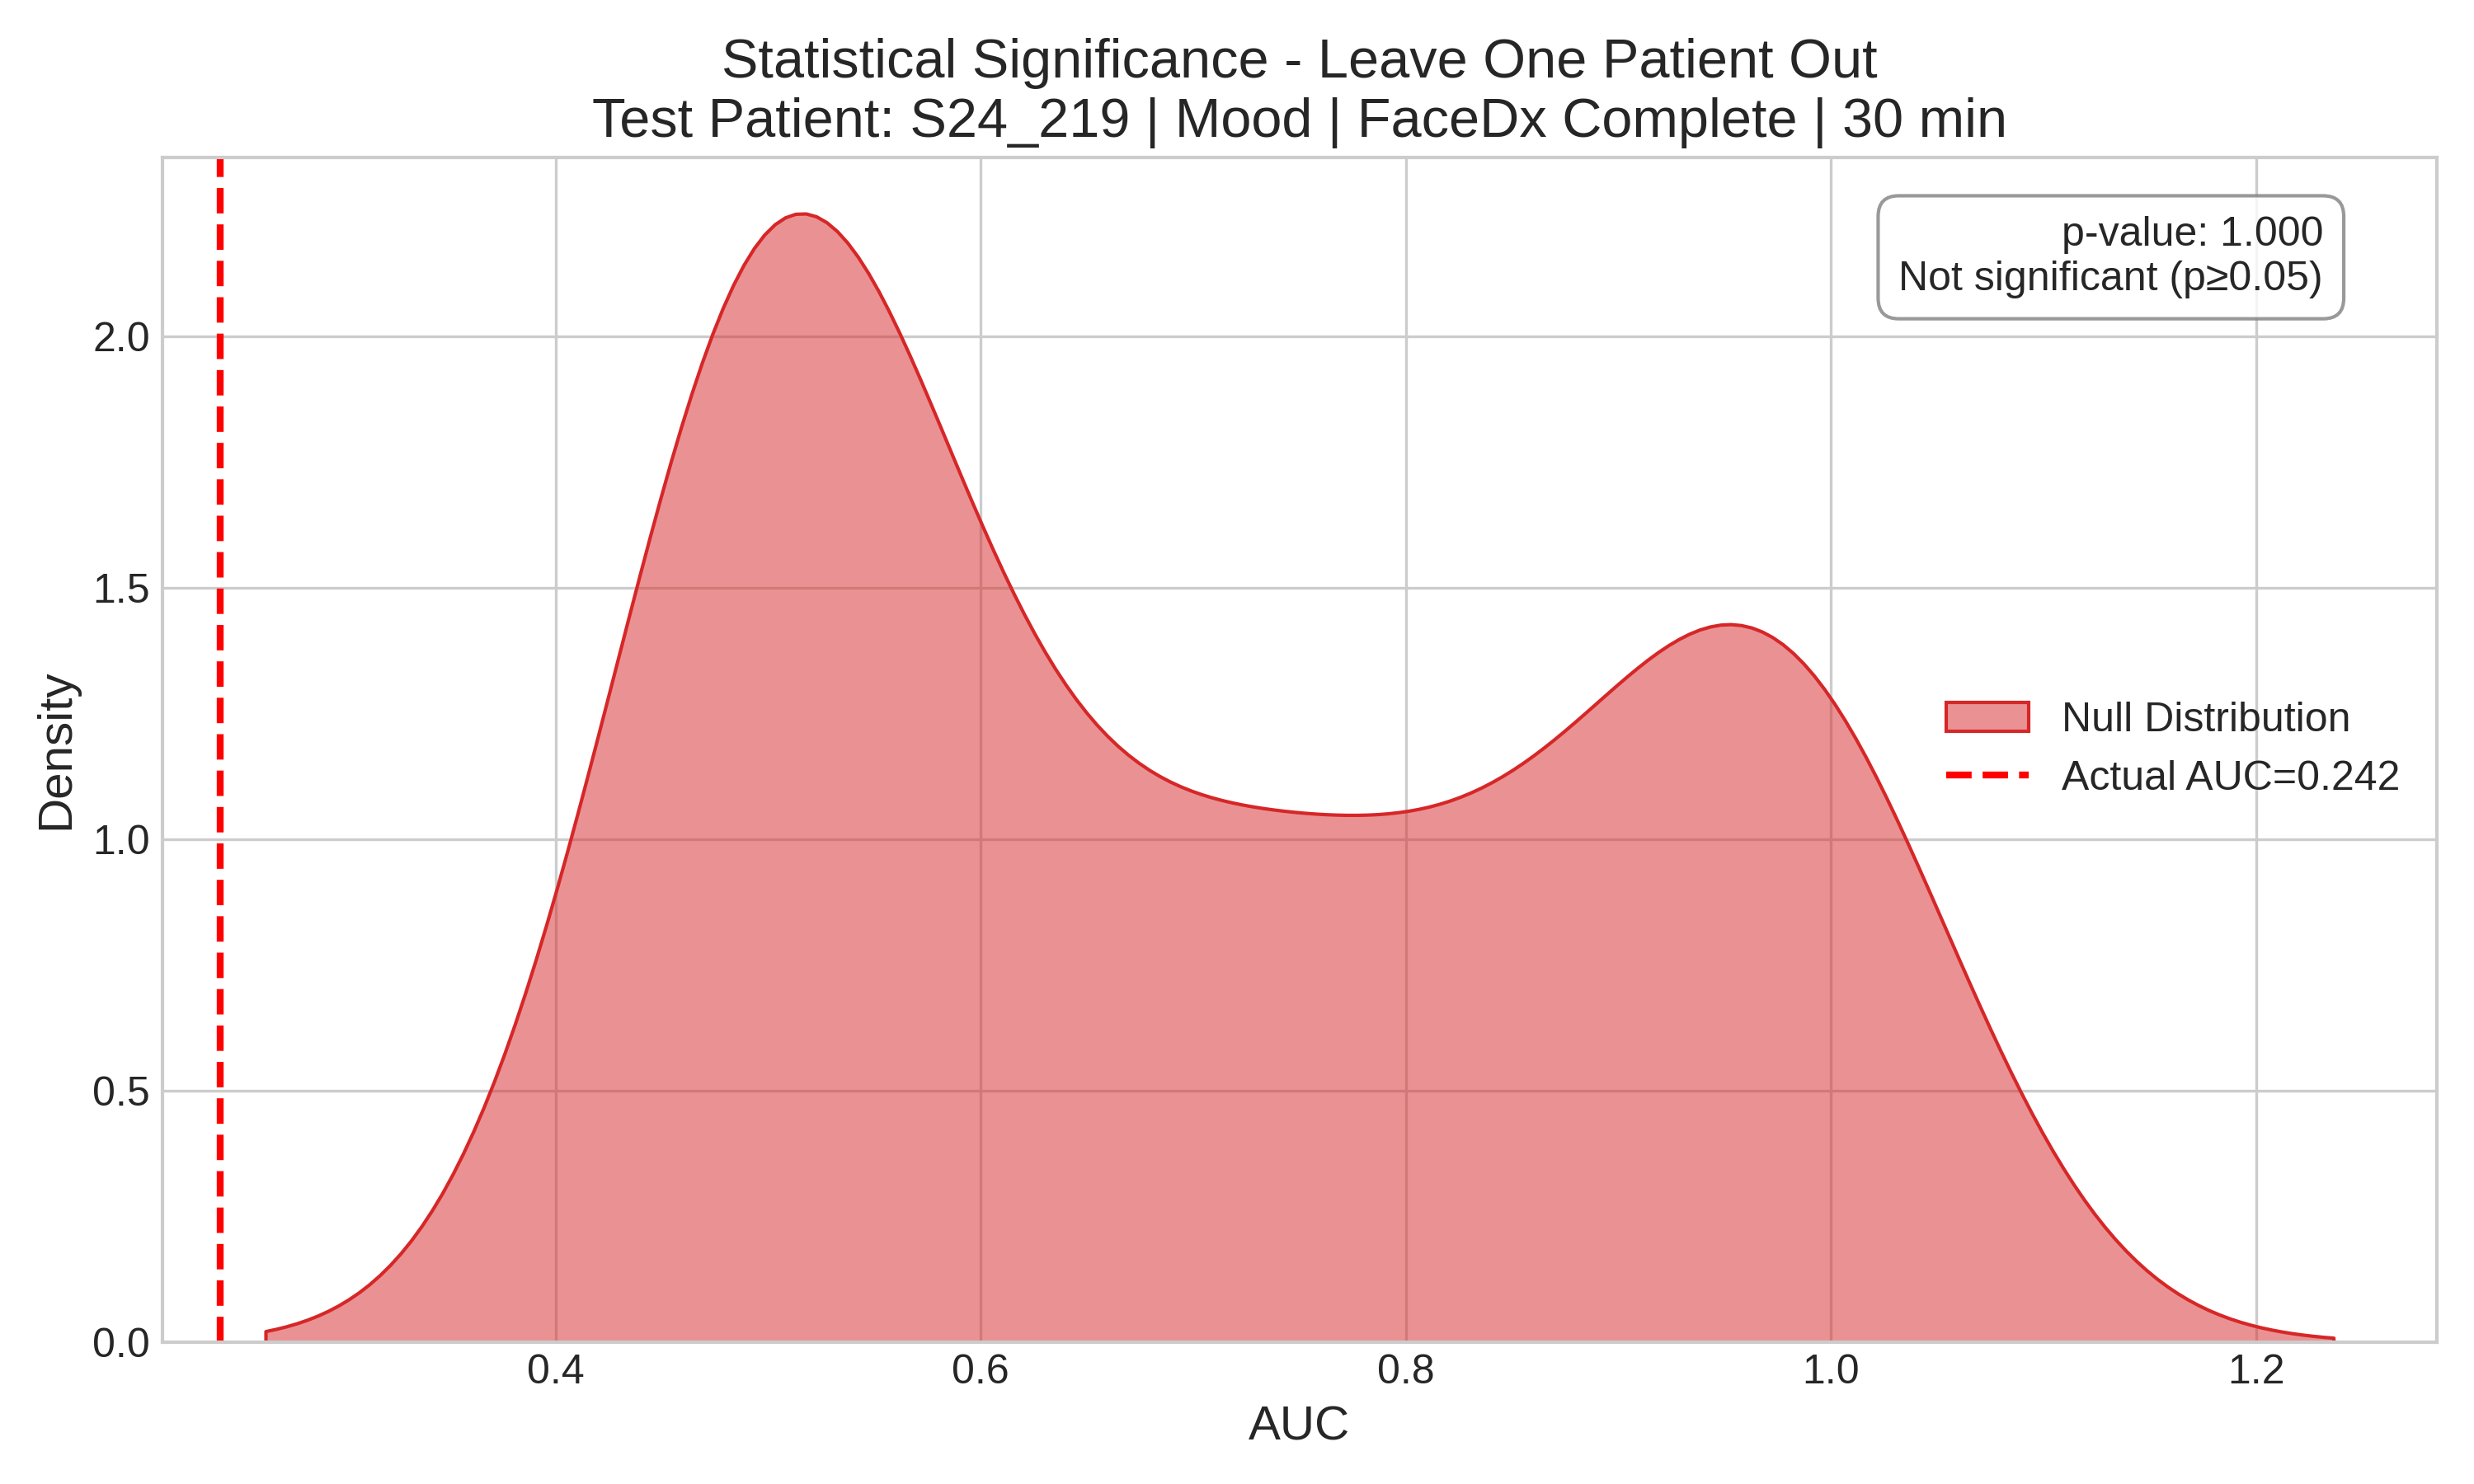 Statistical Significance - Leave One Patient Out
Test Patient: S24_219 | Mood | FaceDx Complete | 30 min
p-value: 1.000
Not significant (p≥0.05)
2.0
1.5
1.0
0.5
0.0
Density
Null Distribution
Actual AUC=0.242
0.4
0.6
0.8
1.0
1.2
AUC